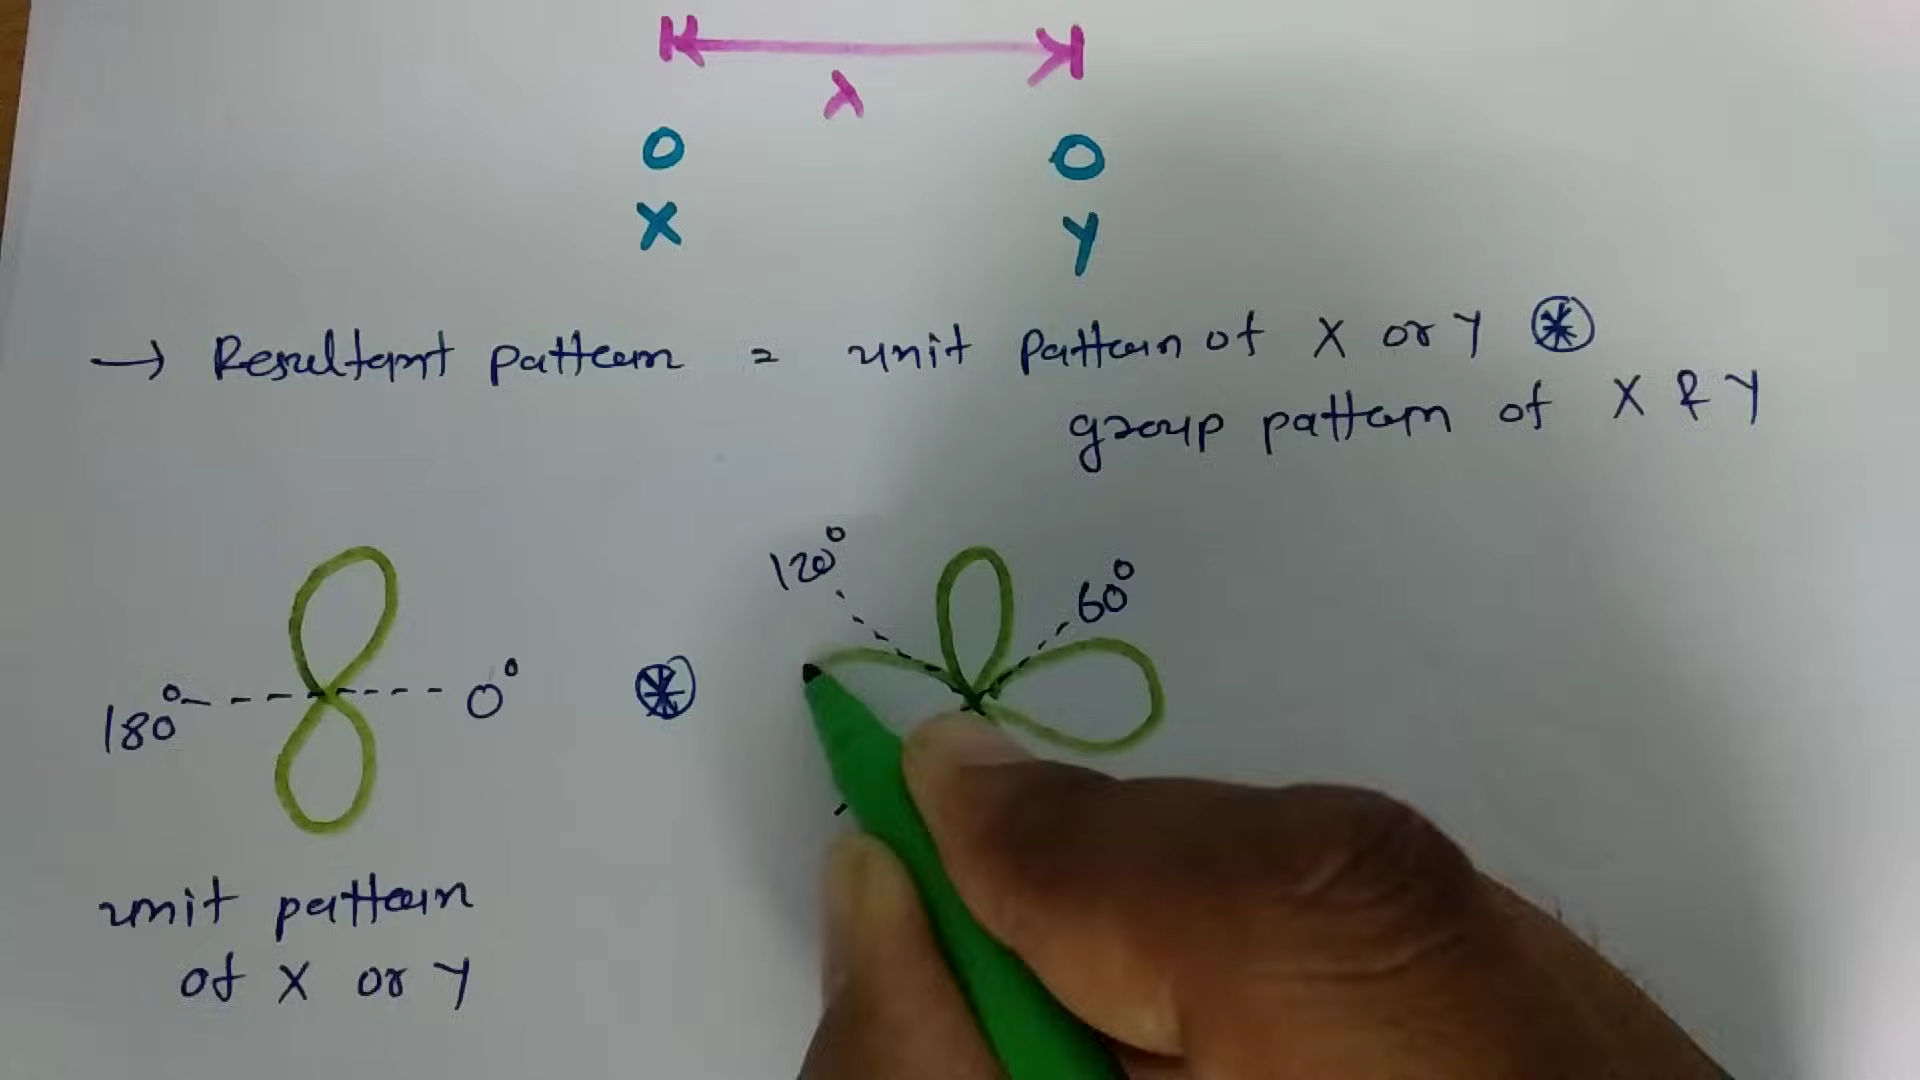 λ
O O
X Y
→ Resultant pattern = unit pattern of X or Y ⊛
group pattern of X & Y
120° 60°
180° 0° ⊛
unit pattern
of X or Y